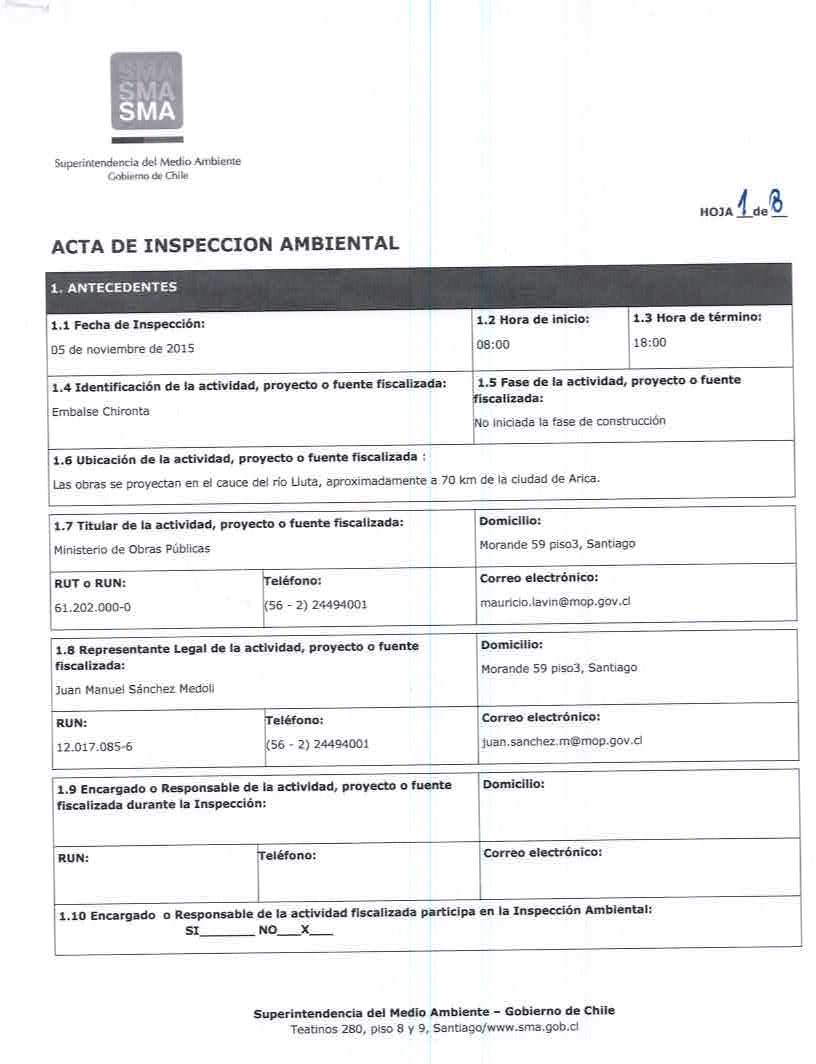 SMA
SMA
SMA
Superintendencia del Medio Ambiente
Gobierno de Chile
HOJA 1 de 8
ACTA DE INSPECCION AMBIENTAL
1. ANTECEDENTES
1.1 Fecha de Inspección:
05 de noviembre de 2015
1.2 Hora de inicio:
08:00
1.3 Hora de término:
18:00
1.4 Identificación de la actividad, proyecto o fuente fiscalizada:
Embalse Chironta
1.5 Fase de la actividad, proyecto o fuente
fiscalizada:
No iniciada la fase de construcción
1.6 Ubicación de la actividad, proyecto o fuente fiscalizada :
Las obras se proyectan en el cauce del río Lluta, aproximadamente a 70 km de la ciudad de Arica.
1.7 Titular de la actividad, proyecto o fuente fiscalizada:
Ministerio de Obras Públicas
Domicilio:
Morande 59 piso3, Santiago
RUT o RUN:
61.202.000-0
Teléfono:
(56 - 2) 24494001
Correo electrónico:
mauricio.lavin@mop.gov.cl
1.8 Representante Legal de la actividad, proyecto o fuente
fiscalizada:
Juan Manuel Sánchez Medoli
Domicilio:
Morande 59 piso3, Santiago
RUN:
12.017.085-6
Teléfono:
(56 - 2) 24494001
Correo electrónico:
juan.sanchez.m@mop.gov.cl
1.9 Encargado o Responsable de la actividad, proyecto o fuente
fiscalizada durante la Inspección:
Domicilio:
RUN:
Teléfono:
Correo electrónico:
1.10 Encargado o Responsable de la actividad fiscalizada participa en la Inspección Ambiental:
SI_______ NO___X___
Superintendencia del Medio Ambiente – Gobierno de Chile
Teatinos 280, piso 8 y 9, Santiago/www.sma.gob.cl